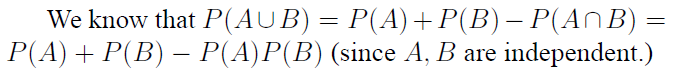 We know that P(A∪B) = P(A)+P(B)−P(A∩B) =
P(A) + P(B) − P(A)P(B) (since A, B are independent.)